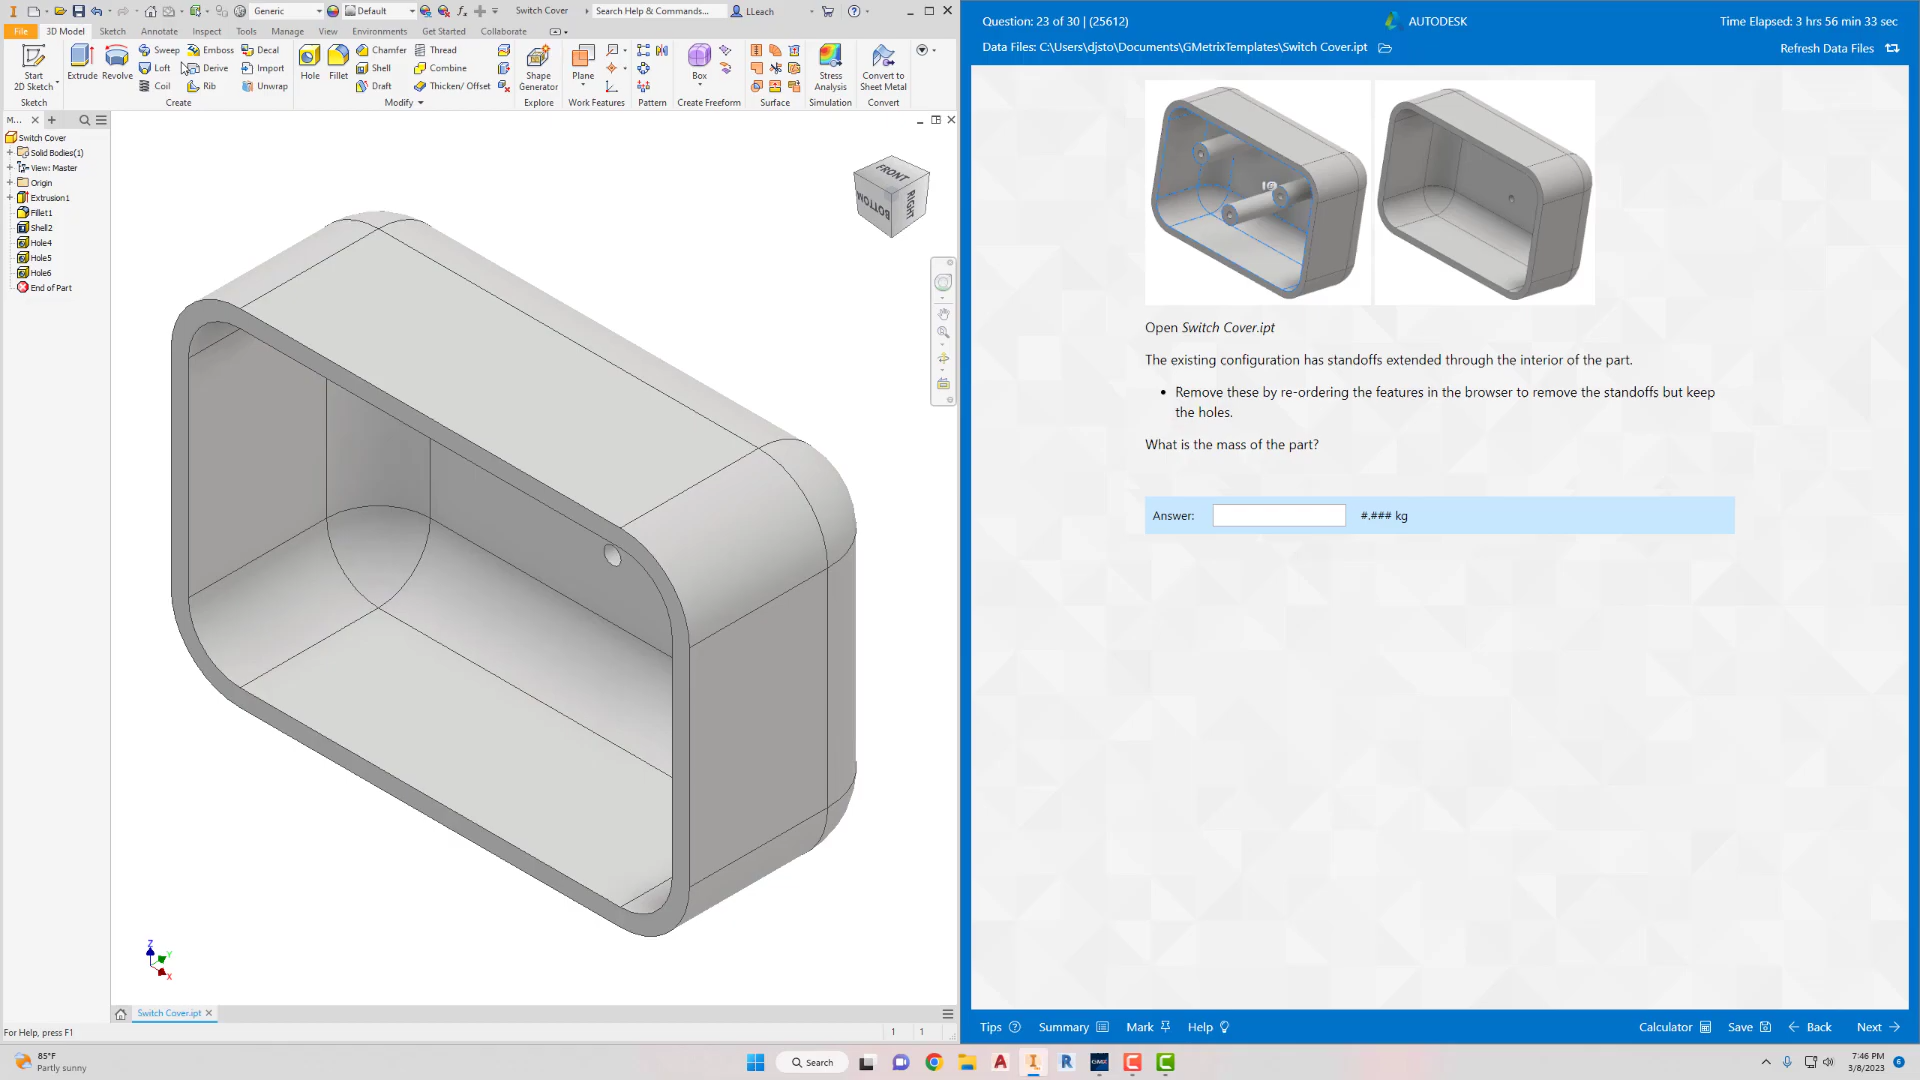 Generic
Default
Switch Cover
Search Help & Commands...
LLeach
File
3D Model
Sketch
Annotate
Inspect
Tools
Manage
View
Environments
Get Started
Collaborate
Start
2D Sketch
Sketch
Extrude
Revolve
Sweep
Emboss
Decal
Loft
Derive
Import
Coil
Rib
Unwrap
Create
Hole
Fillet
Chamfer
Thread
Shell
Combine
Draft
Thicken/ Offset
Modify
Shape
Generator
Explore
Plane
Work Features
Pattern
Box
Create Freeform
Surface
Stress
Analysis
Simulation
Convert to
Sheet Metal
Convert
M...
Switch Cover
Solid Bodies(1)
View: Master
Origin
Extrusion1
Fillet1
Shell2
Hole4
Hole5
Hole6
End of Part
FRONT
BOTTOM
RIGHT
Z
Y
X
Switch Cover.ipt
For Help, press F1
1
1
Question: 23 of 30 | (25612)
AUTODESK
Time Elapsed: 3 hrs 56 min 33 sec
Data Files: C:\Users\djsto\Documents\GMetrixTemplates\Switch Cover.ipt
Refresh Data Files
Open Switch Cover.ipt
The existing configuration has standoffs extended through the interior of the part.
• Remove these by re-ordering the features in the browser to remove the standoffs but keep
the holes.
What is the mass of the part?
Answer:
#.### kg
Tips
Summary
Mark
Help
Calculator
Save
Back
Next
85°F
Partly sunny
Search
7:46 PM
3/8/2023
6